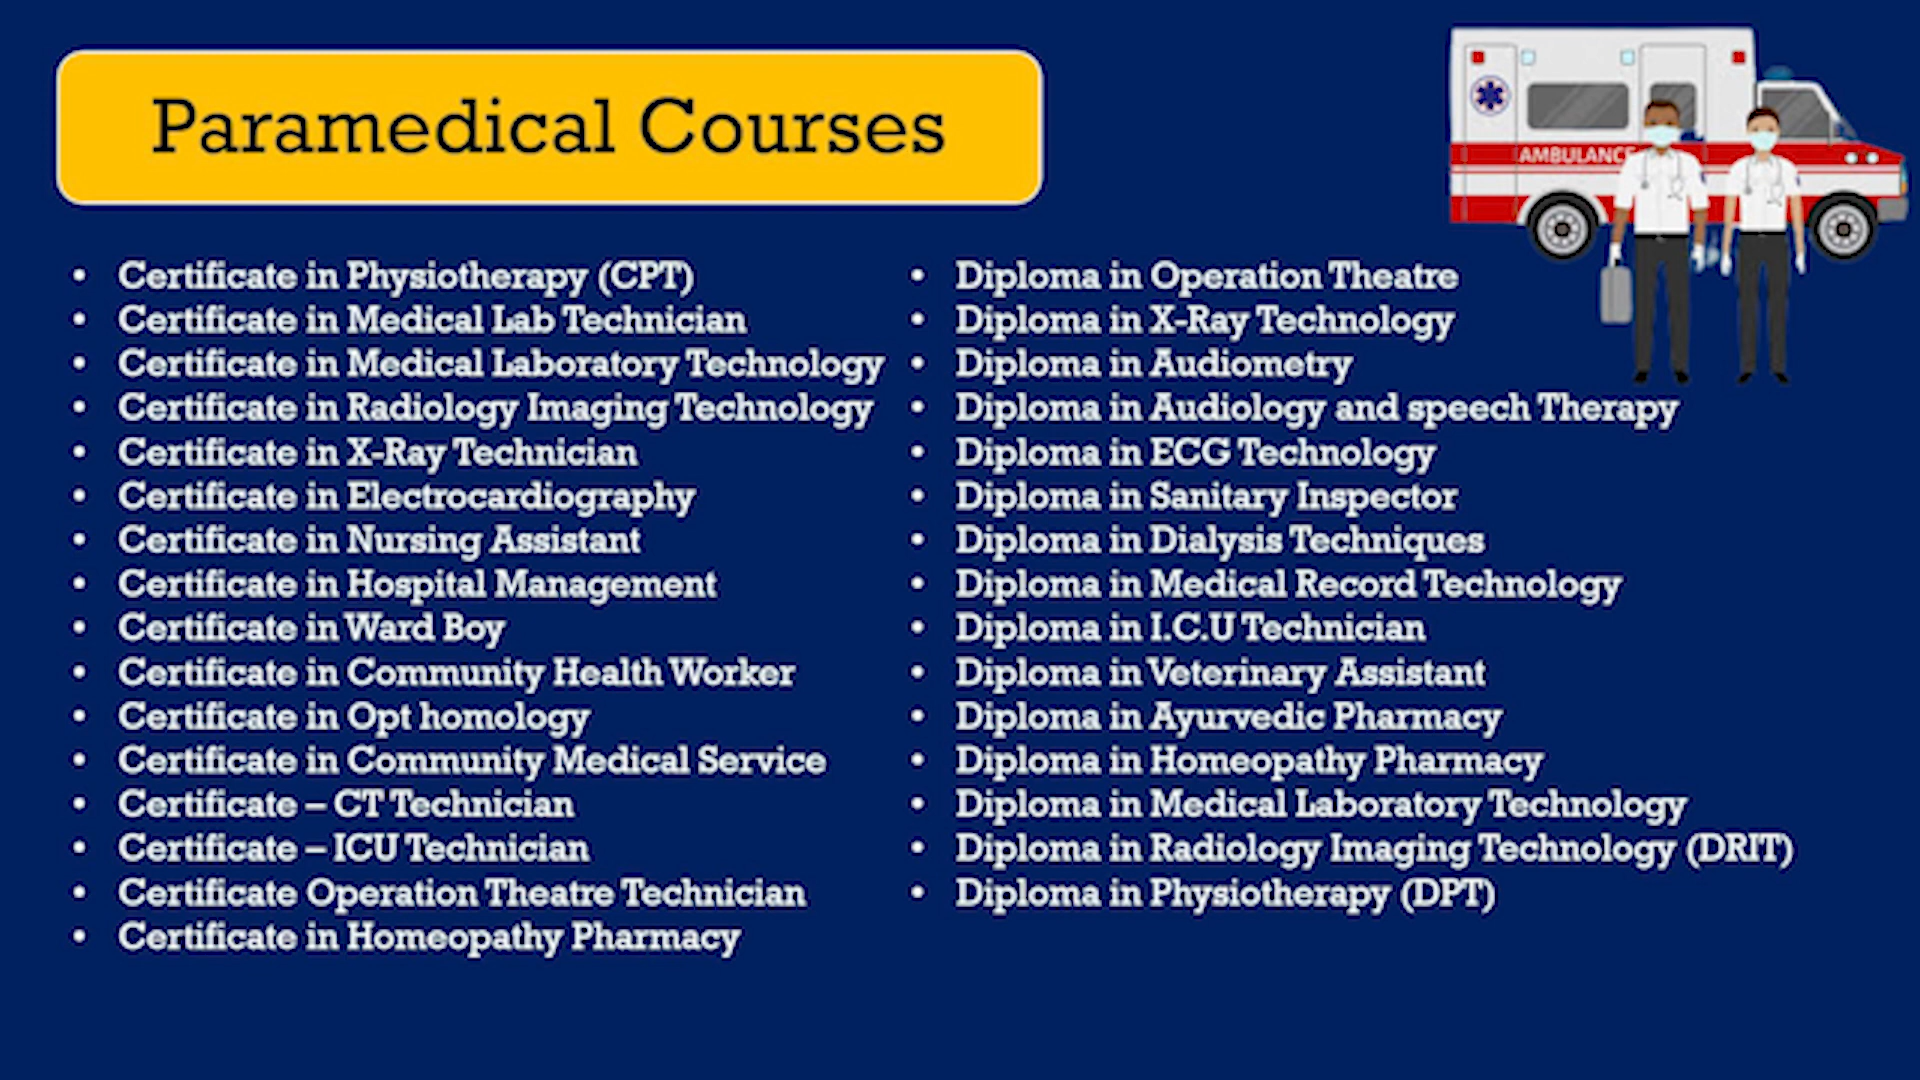 Paramedical Courses
AMBULANCE
• Certificate in Physiotherapy (CPT)
• Certificate in Medical Lab Technician
• Certificate in Medical Laboratory Technology
• Certificate in Radiology Imaging Technology
• Certificate in X-Ray Technician
• Certificate in Electrocardiography
• Certificate in Nursing Assistant
• Certificate in Hospital Management
• Certificate in Ward Boy
• Certificate in Community Health Worker
• Certificate in Opt homology
• Certificate in Community Medical Service
• Certificate – CT Technician
• Certificate – ICU Technician
• Certificate Operation Theatre Technician
• Certificate in Homeopathy Pharmacy
• Diploma in Operation Theatre
• Diploma in X-Ray Technology
• Diploma in Audiometry
• Diploma in Audiology and speech Therapy
• Diploma in ECG Technology
• Diploma in Sanitary Inspector
• Diploma in Dialysis Techniques
• Diploma in Medical Record Technology
• Diploma in I.C.U Technician
• Diploma in Veterinary Assistant
• Diploma in Ayurvedic Pharmacy
• Diploma in Homeopathy Pharmacy
• Diploma in Medical Laboratory Technology
• Diploma in Radiology Imaging Technology (DRIT)
• Diploma in Physiotherapy (DPT)